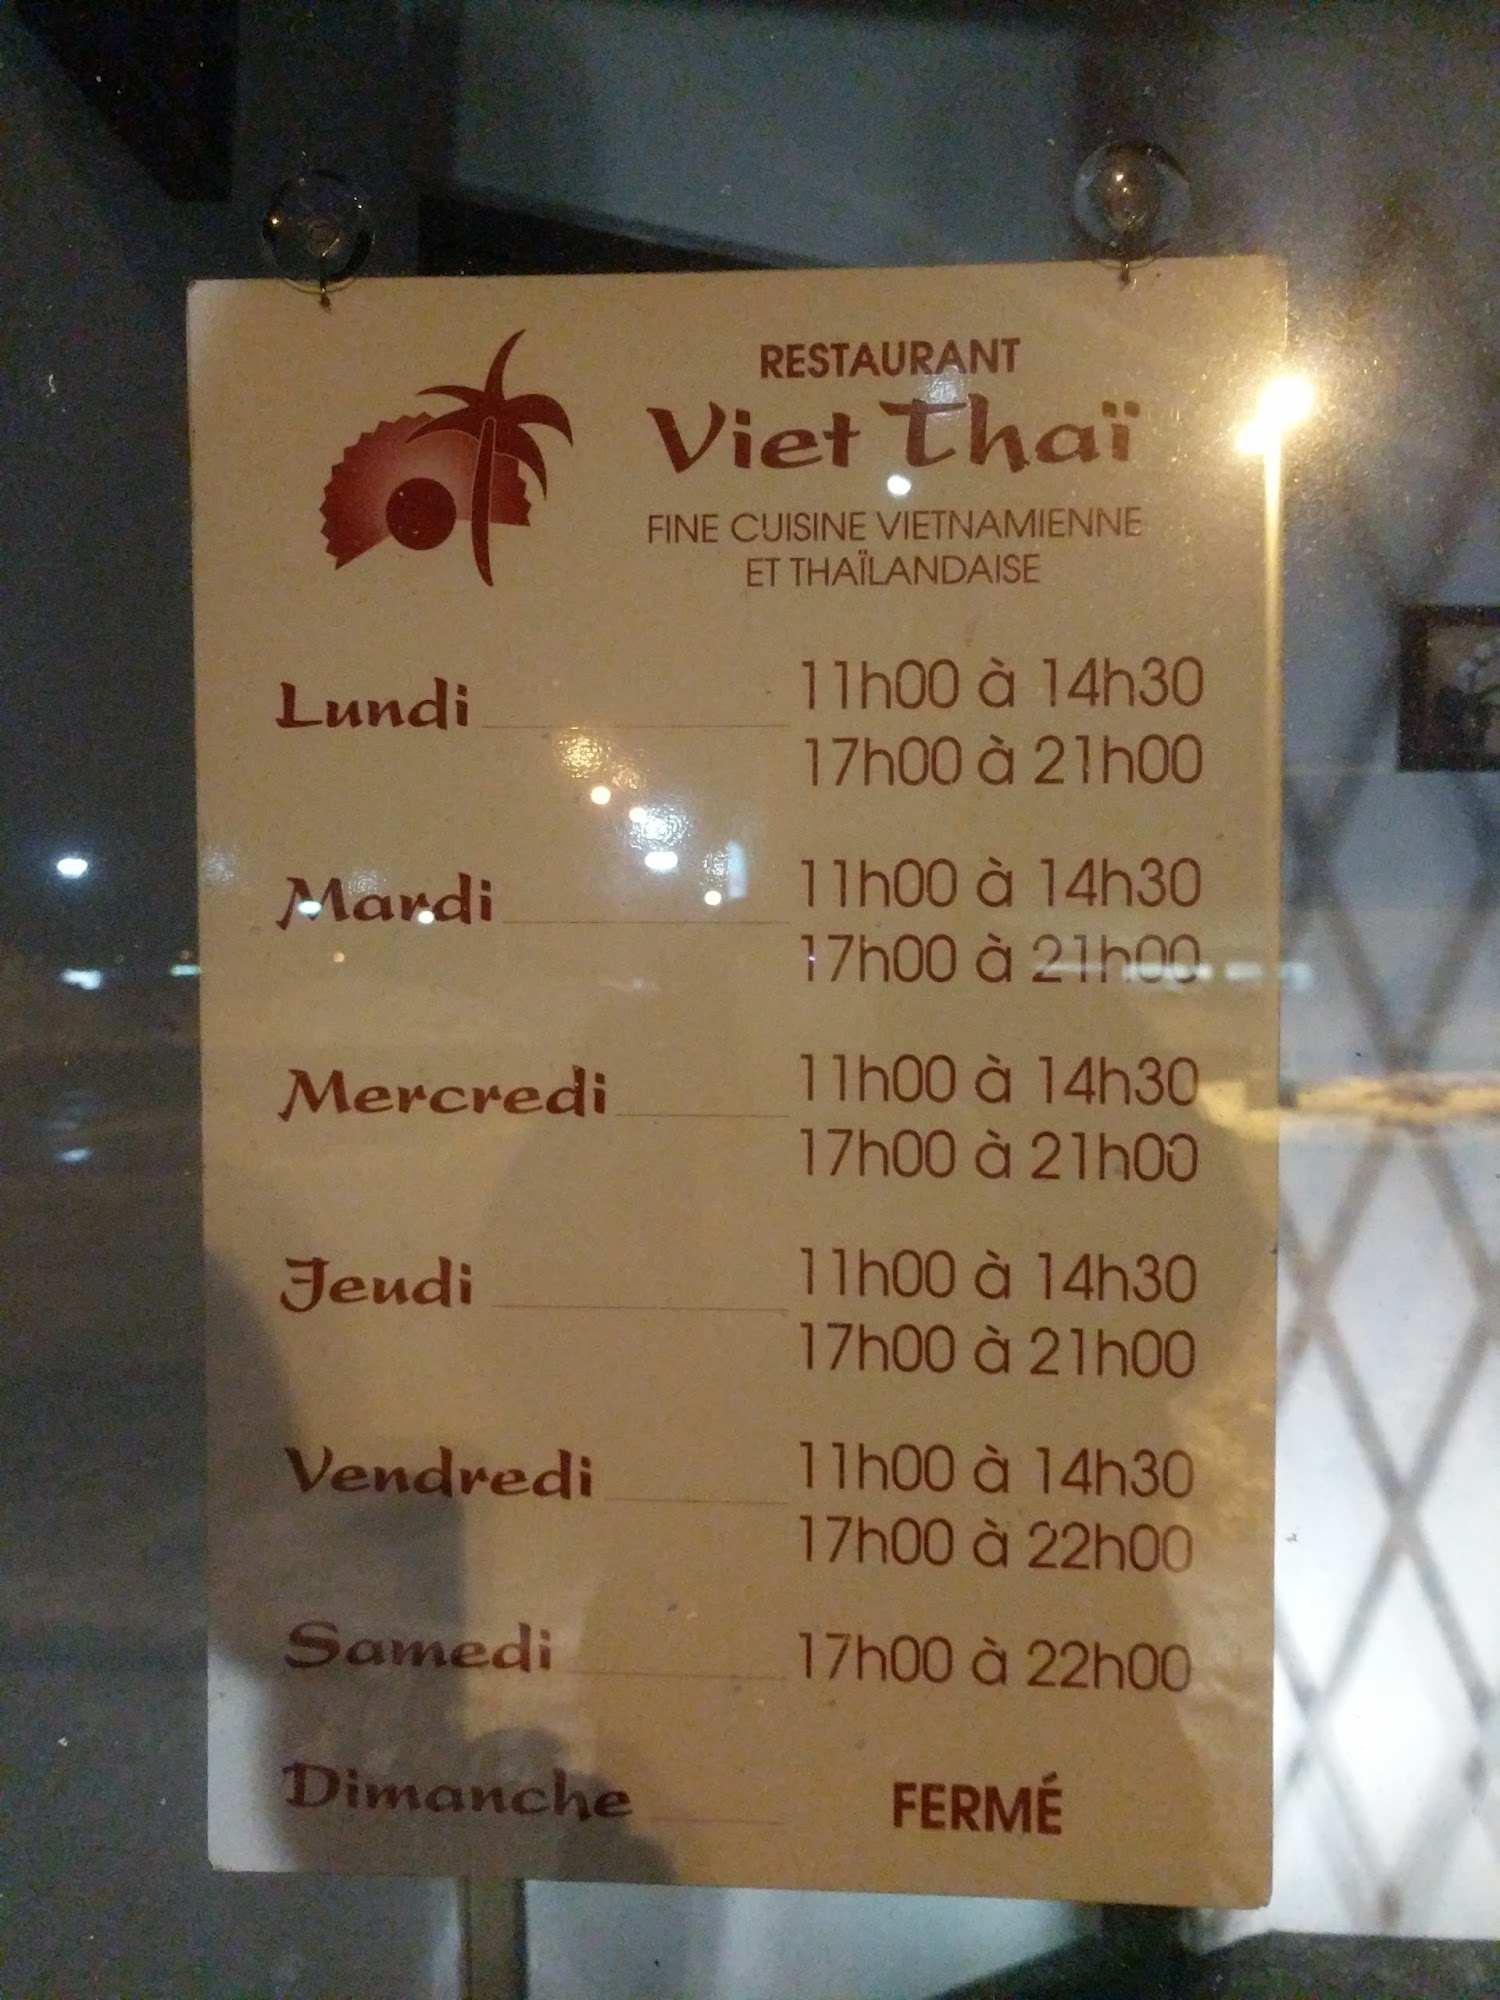 RESTAURANT
Viet Thaï
FINE CUISINE VIETNAMIENNE
ET THAÏLANDAISE
Lundi 11h00 à 14h30
17h00 à 21h00
Mardi 11h00 à 14h30
17h00 à 21h00
Mercredi 11h00 à 14h30
17h00 à 21h00
Jeudi 11h00 à 14h30
17h00 à 21h00
Vendredi 11h00 à 14h30
17h00 à 22h00
Samedi 17h00 à 22h00
Dimanche FERMÉ